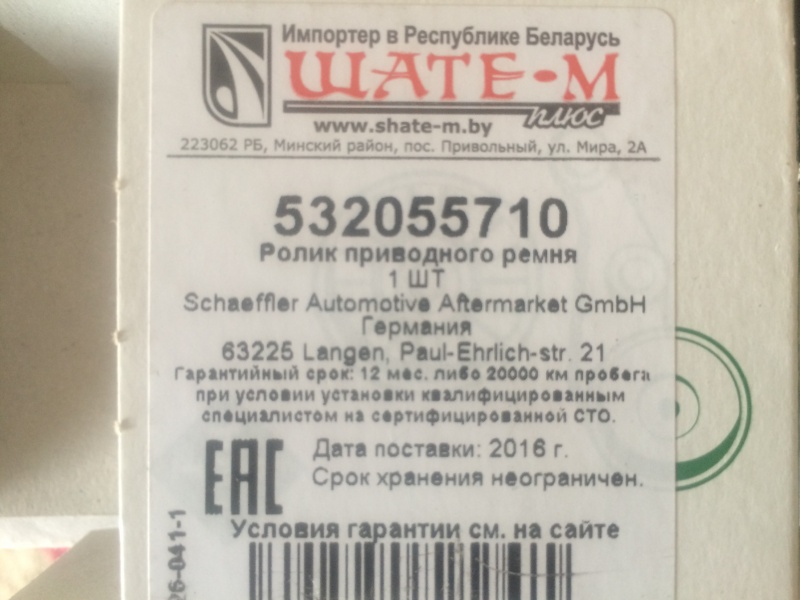 Импортер в Республике Беларусь
ШАТЕ-М
плюс
www.shate-m.by
223062 РБ, Минский район, пос. Привольный, ул. Мира, 2А
532055710
Ролик приводного ремня
1 ШТ
Schaeffler Automotive Aftermarket GmbH
Германия
63225 Langen, Paul-Ehrlich-str. 21
Гарантийный срок: 12 мес. либо 20000 км пробега
при условии установки квалифицированным
специалистом на сертифицированной СТО.
EAC
Дата поставки: 2016 г.
Срок хранения неограничен.
Условия гарантии см. на сайте
26-041-1